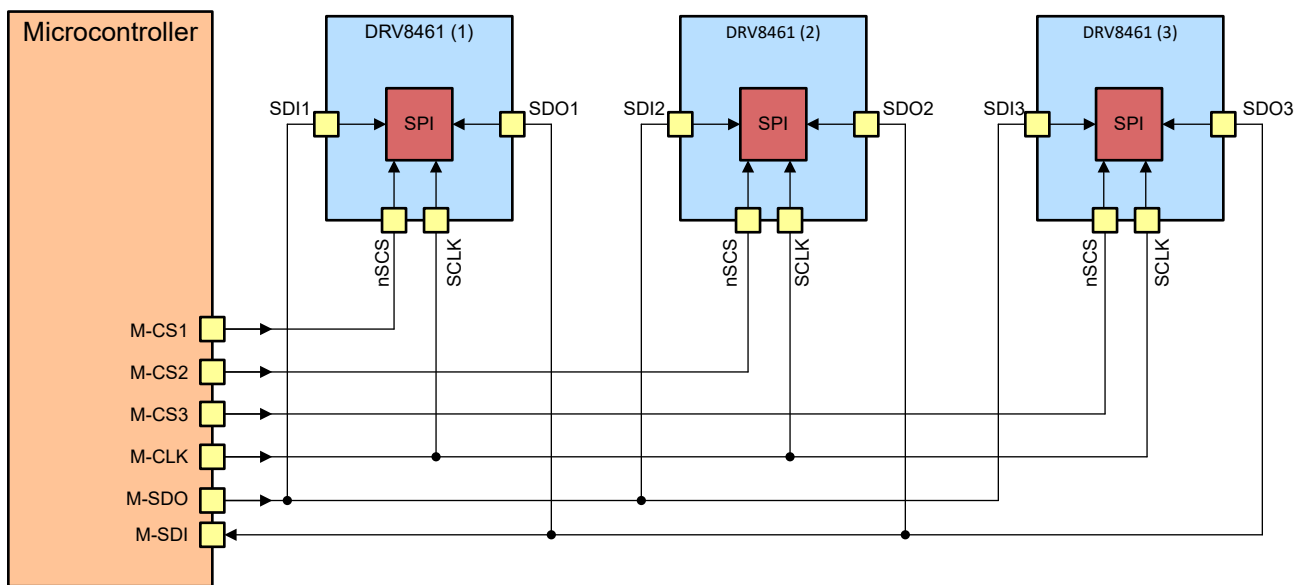 Microcontroller
DRV8461 (1)
DRV8461 (2)
DRV8461 (3)
SDI1
SPI
SDO1
SDI2
SPI
SDO2
SDI3
SPI
SDO3
nSCS
SCLK
nSCS
SCLK
nSCS
SCLK
M-CS1
M-CS2
M-CS3
M-CLK
M-SDO
M-SDI